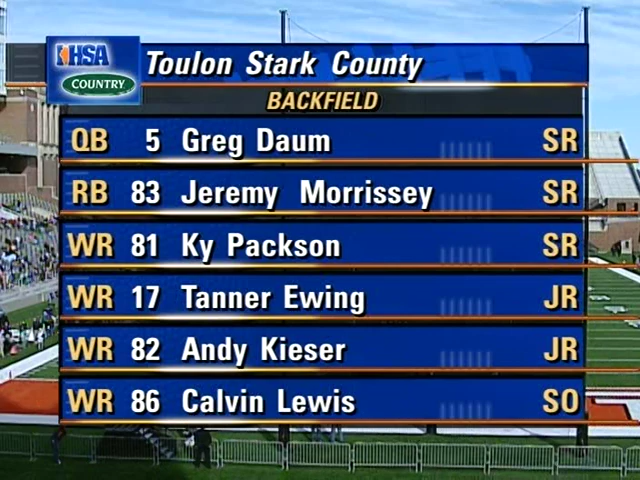 IHSA
COUNTRY
Toulon Stark County
BACKFIELD
QB 5 Greg Daum SR
RB 83 Jeremy Morrissey SR
WR 81 Ky Packson SR
WR 17 Tanner Ewing JR
WR 82 Andy Kieser JR
WR 86 Calvin Lewis SO